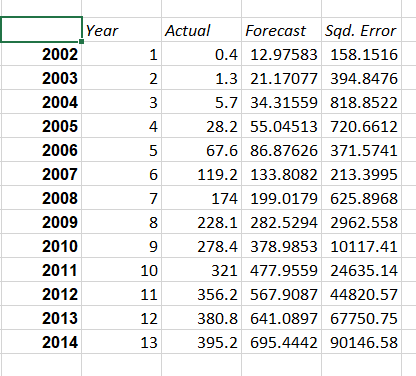 Year Actual Forecast Sqd. Error
2002 1 0.4 12.97583 158.1516
2003 2 1.3 21.17077 394.8476
2004 3 5.7 34.31559 818.8522
2005 4 28.2 55.04513 720.6612
2006 5 67.6 86.87626 371.5741
2007 6 119.2 133.8082 213.3995
2008 7 174 199.0179 625.8968
2009 8 228.1 282.5294 2962.558
2010 9 278.4 378.9853 10117.41
2011 10 321 477.9559 24635.14
2012 11 356.2 567.9087 44820.57
2013 12 380.8 641.0897 67750.75
2014 13 395.2 695.4442 90146.58